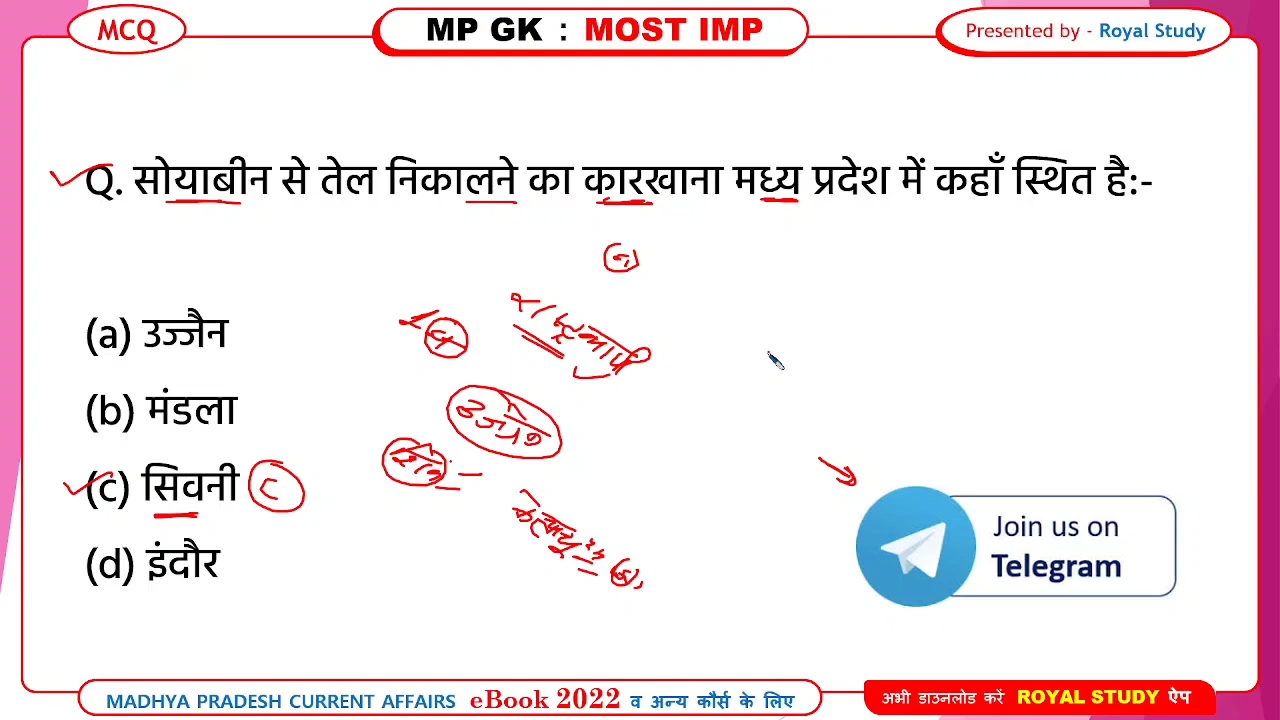 MCQ
MP GK : MOST IMP
Presented by - Royal Study
Q. सोयाबीन से तेल निकालने का कारखाना मध्य प्रदेश में कहाँ स्थित है:-
(a) उज्जैन
(b) मंडला
(c) सिवनी C
(d) इंदौर
Join us on
Telegram
MADHYA PRADESH CURRENT AFFAIRS eBook 2022 व अन्य कौर्स के लिए
अभी डाउनलोड करें ROYAL STUDY ऐप